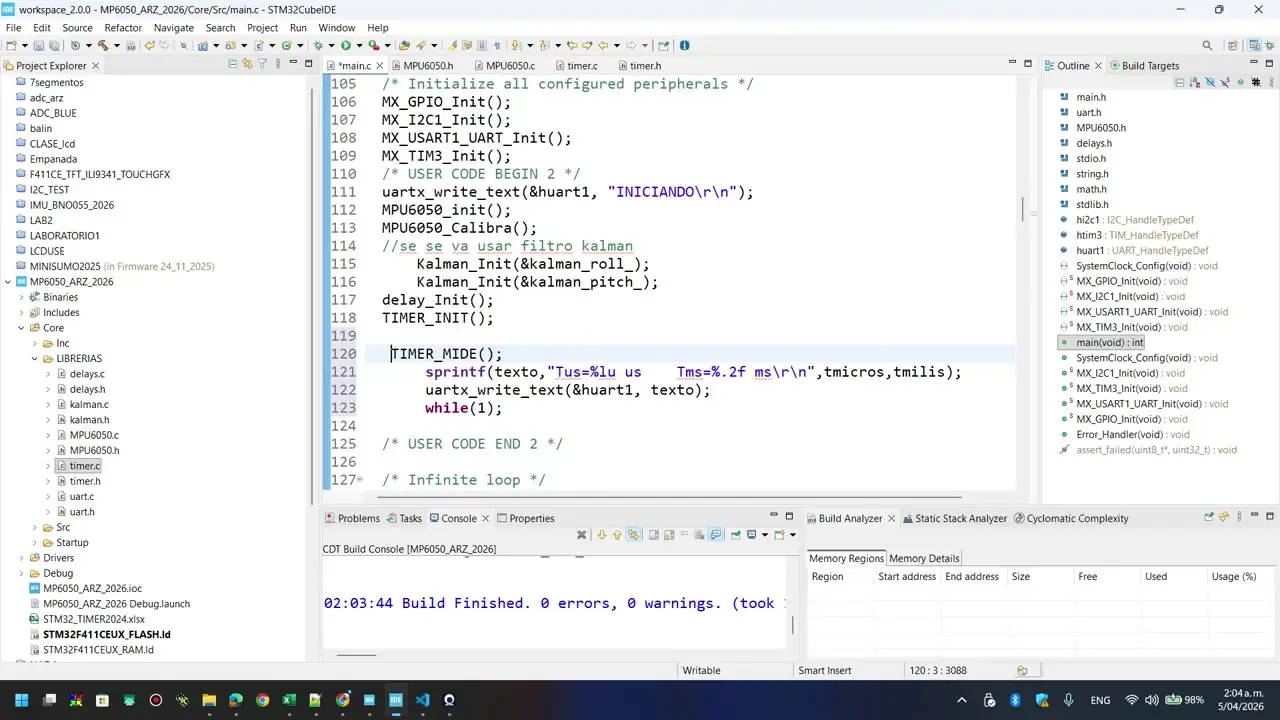 workspace_2.0.0 - MP6050_ARZ_2026/Core/Src/main.c - STM32CubeIDE
File Edit Source Refactor Navigate Search Project Run Window Help
Project Explorer
7segmentos
adc_arz
ADC_BLUE
balin
CLASE_lcd
Empanada
F411CE_TFT_ILI9341_TOUCHGFX
I2C_TEST
IMU_BNO055_2026
LAB2
LABORATORIO1
LCDUSE
MINISUMO2025 (in Firmware 24_11_2025)
MP6050_ARZ_2026
Binaries
Includes
Core
Inc
LIBRERIAS
delays.c
delays.h
kalman.c
kalman.h
MPU6050.c
MPU6050.h
timer.c
timer.h
uart.c
uart.h
Src
Startup
Drivers
Debug
MP6050_ARZ_2026.ioc
MP6050_ARZ_2026 Debug.launch
STM32_TIMER2024.xlsx
STM32F411CEUX_FLASH.ld
STM32F411CEUX_RAM.ld
*main.c MPU6050.h MPU6050.c timer.c timer.h
105 /* Initialize all configured peripherals */
106 MX_GPIO_Init();
107 MX_I2C1_Init();
108 MX_USART1_UART_Init();
109 MX_TIM3_Init();
110 /* USER CODE BEGIN 2 */
111 uartx_write_text(&huart1, "INICIANDO\r\n");
112 MPU6050_init();
113 MPU6050_Calibra();
114 //se se va usar filtro kalman
115 Kalman_Init(&kalman_roll_);
116 Kalman_Init(&kalman_pitch_);
117 delay_Init();
118 TIMER_INIT();
119
120 TIMER_MIDE();
121 sprintf(texto,"Tus=%lu us    Tms=%.2f ms\r\n",tmicros,tmilis);
122 uartx_write_text(&huart1, texto);
123 while(1);
124
125 /* USER CODE END 2 */
126
127 /* Infinite loop */
Outline Build Targets
main.h
uart.h
MPU6050.h
delays.h
stdio.h
string.h
math.h
stdlib.h
hi2c1 : I2C_HandleTypeDef
htim3 : TIM_HandleTypeDef
huart1 : UART_HandleTypeDef
SystemClock_Config(void) : void
MX_GPIO_Init(void) : void
MX_I2C1_Init(void) : void
MX_USART1_UART_Init(void) : void
MX_TIM3_Init(void) : void
main(void) : int
SystemClock_Config(void) : void
MX_I2C1_Init(void) : void
MX_TIM3_Init(void) : void
MX_USART1_UART_Init(void) : void
MX_GPIO_Init(void) : void
Error_Handler(void) : void
assert_failed(uint8_t*, uint32_t) : void
Problems Tasks Console Properties
CDT Build Console [MP6050_ARZ_2026]
02:03:44 Build Finished. 0 errors, 0 warnings. (took
Build Analyzer Static Stack Analyzer Cyclomatic Complexity
Memory Regions Memory Details
Region Start address End address Size Free Used Usage (%)
Writable Smart Insert 120 : 3 : 3088
ENG 98% 2:04 a.m.
5/04/2026